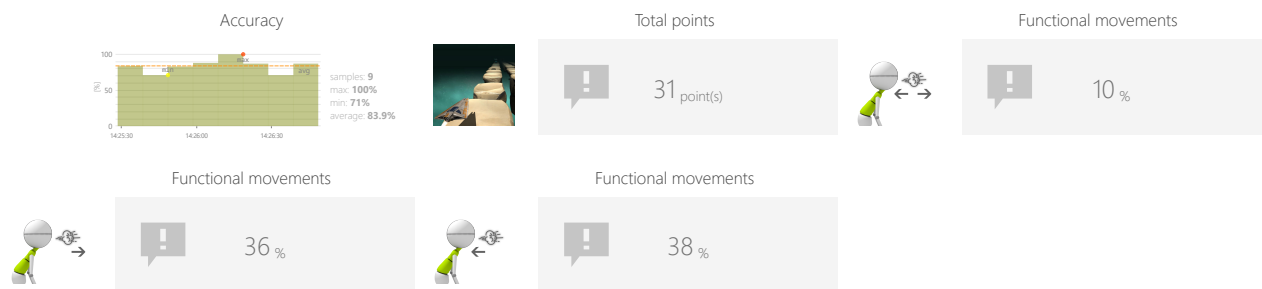 Accuracy
100
50
0
[%]
min
max
avg
14:25:30
14:26:00
14:26:30
samples: 9
max: 100%
min: 71%
average: 83.9%
Total points
31 point(s)
Functional movements
10 %
Functional movements
36 %
Functional movements
38 %